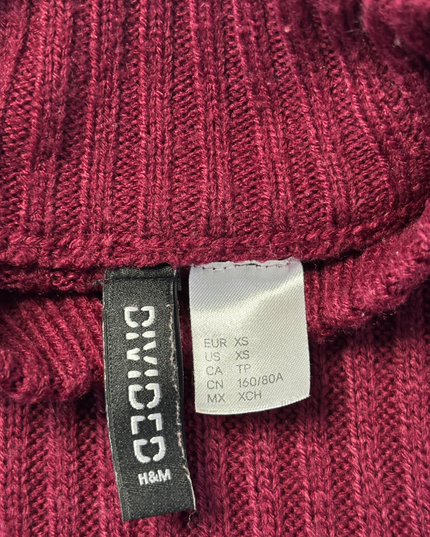 DIVIDED
H&M
EUR XS
US XS
CA TP
CN 160/80A
MX XCH